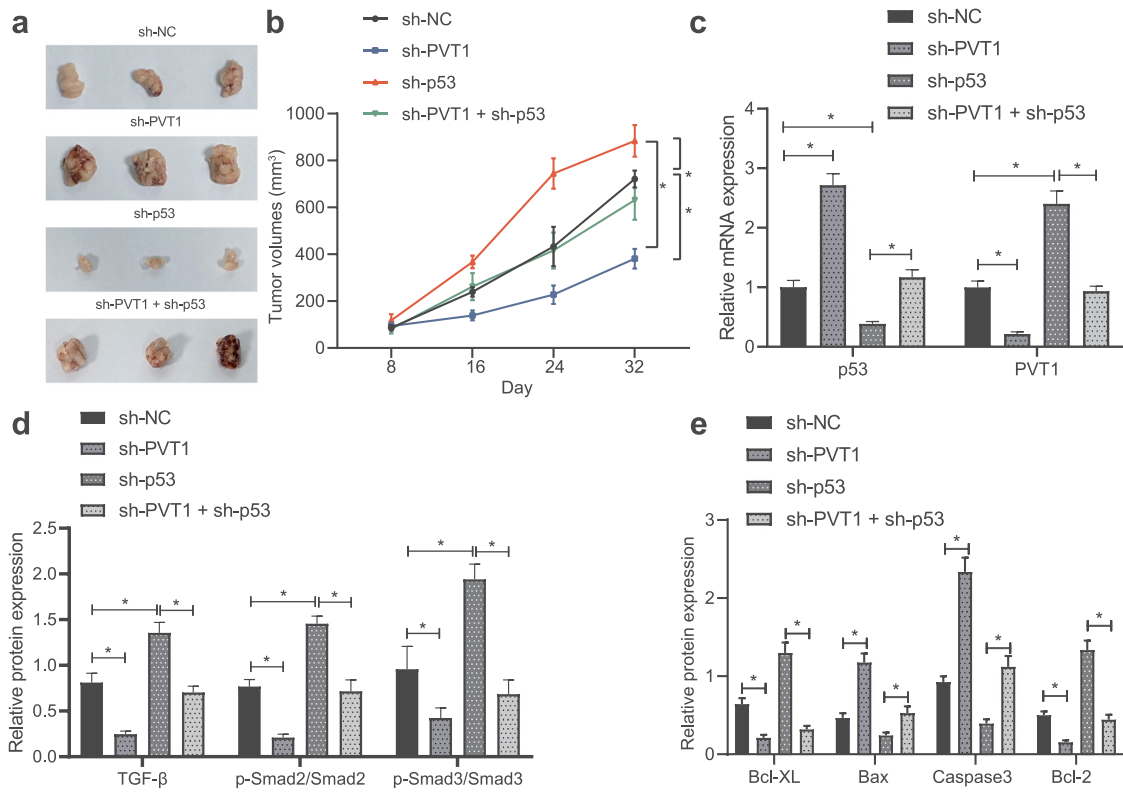 a
sh-NC
sh-PVT1
sh-p53
sh-PVT1 + sh-p53
b
sh-NC
sh-PVT1
sh-p53
sh-PVT1 + sh-p53
Tumor volumes (mm³)
1000
800
600
400
200
0
8 16 24 32
Day
*
*
*
c
sh-NC
sh-PVT1
sh-p53
sh-PVT1 + sh-p53
Relative mRNA expression
4
3
2
1
0
* * * * * *
p53 PVT1
d
sh-NC
sh-PVT1
sh-p53
sh-PVT1 + sh-p53
Relative protein expression
2.5
2.0
1.5
1.0
0.5
0.0
* * * * * * * * *
TGF-β p-Smad2/Smad2 p-Smad3/Smad3
e
sh-NC
sh-PVT1
sh-p53
sh-PVT1 + sh-p53
Relative protein expression
3
2
1
0
* * * * * * * *
Bcl-XL Bax Caspase3 Bcl-2